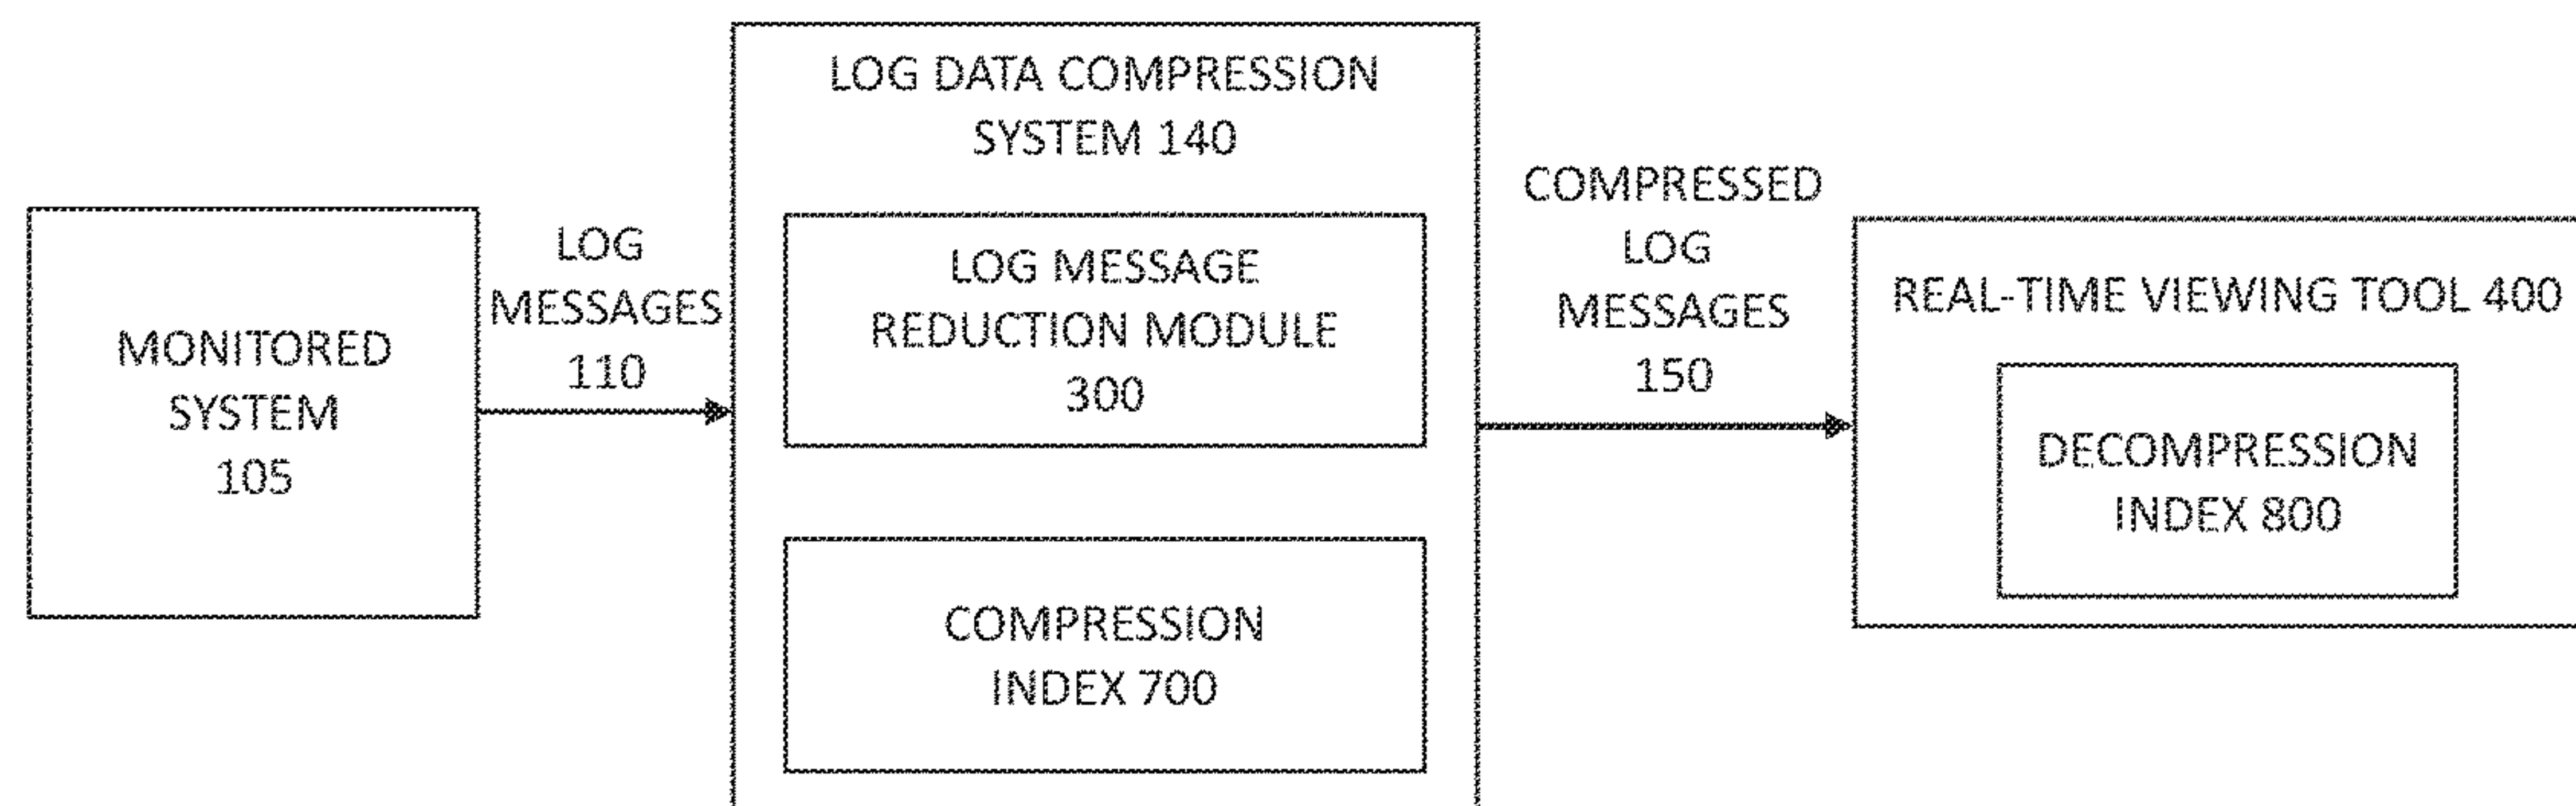 MONITORED
SYSTEM
105
LOG
MESSAGES
110
LOG DATA COMPRESSION
SYSTEM 140
LOG MESSAGE
REDUCTION MODULE
300
COMPRESSION
INDEX 700
COMPRESSED
LOG
MESSAGES
150
REAL-TIME VIEWING TOOL 400
DECOMPRESSION
INDEX 800